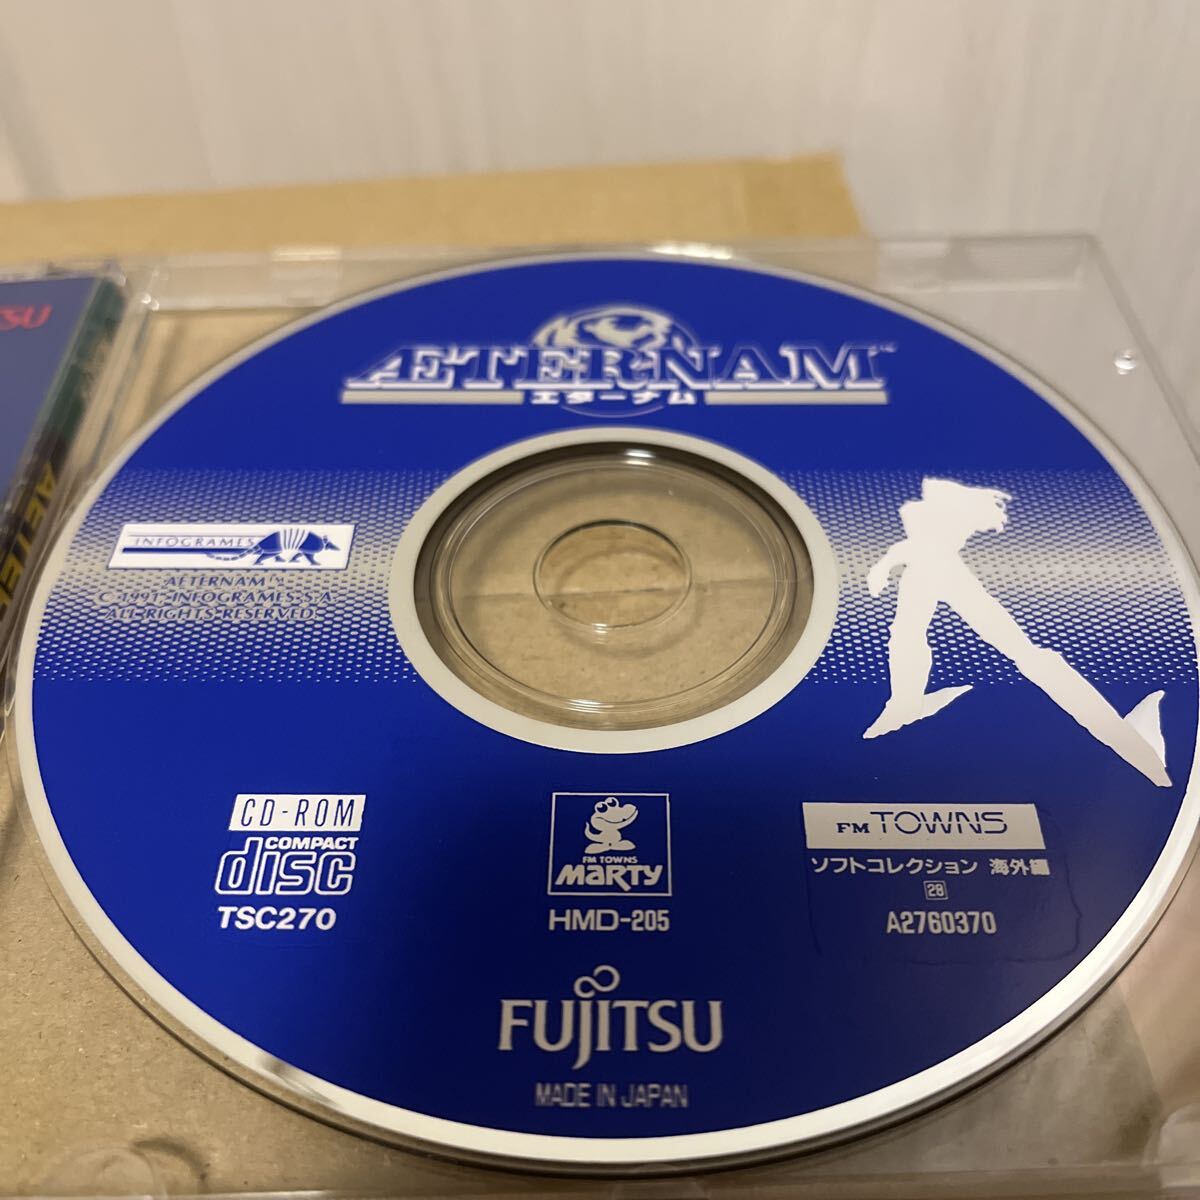 ÆTERNAM™
エターナム
INFOGRAMES
AETERNAM™
© 1991, INFOGRAMES S.A
ALL RIGHTS RESERVED.
CD-ROM
COMPACT
disc
TSC270
FM TOWNS
MARTY
HMD-205
FM TOWNS
ソフトコレクション 海外編
28
A2760370
FUJITSU
MADE IN JAPAN